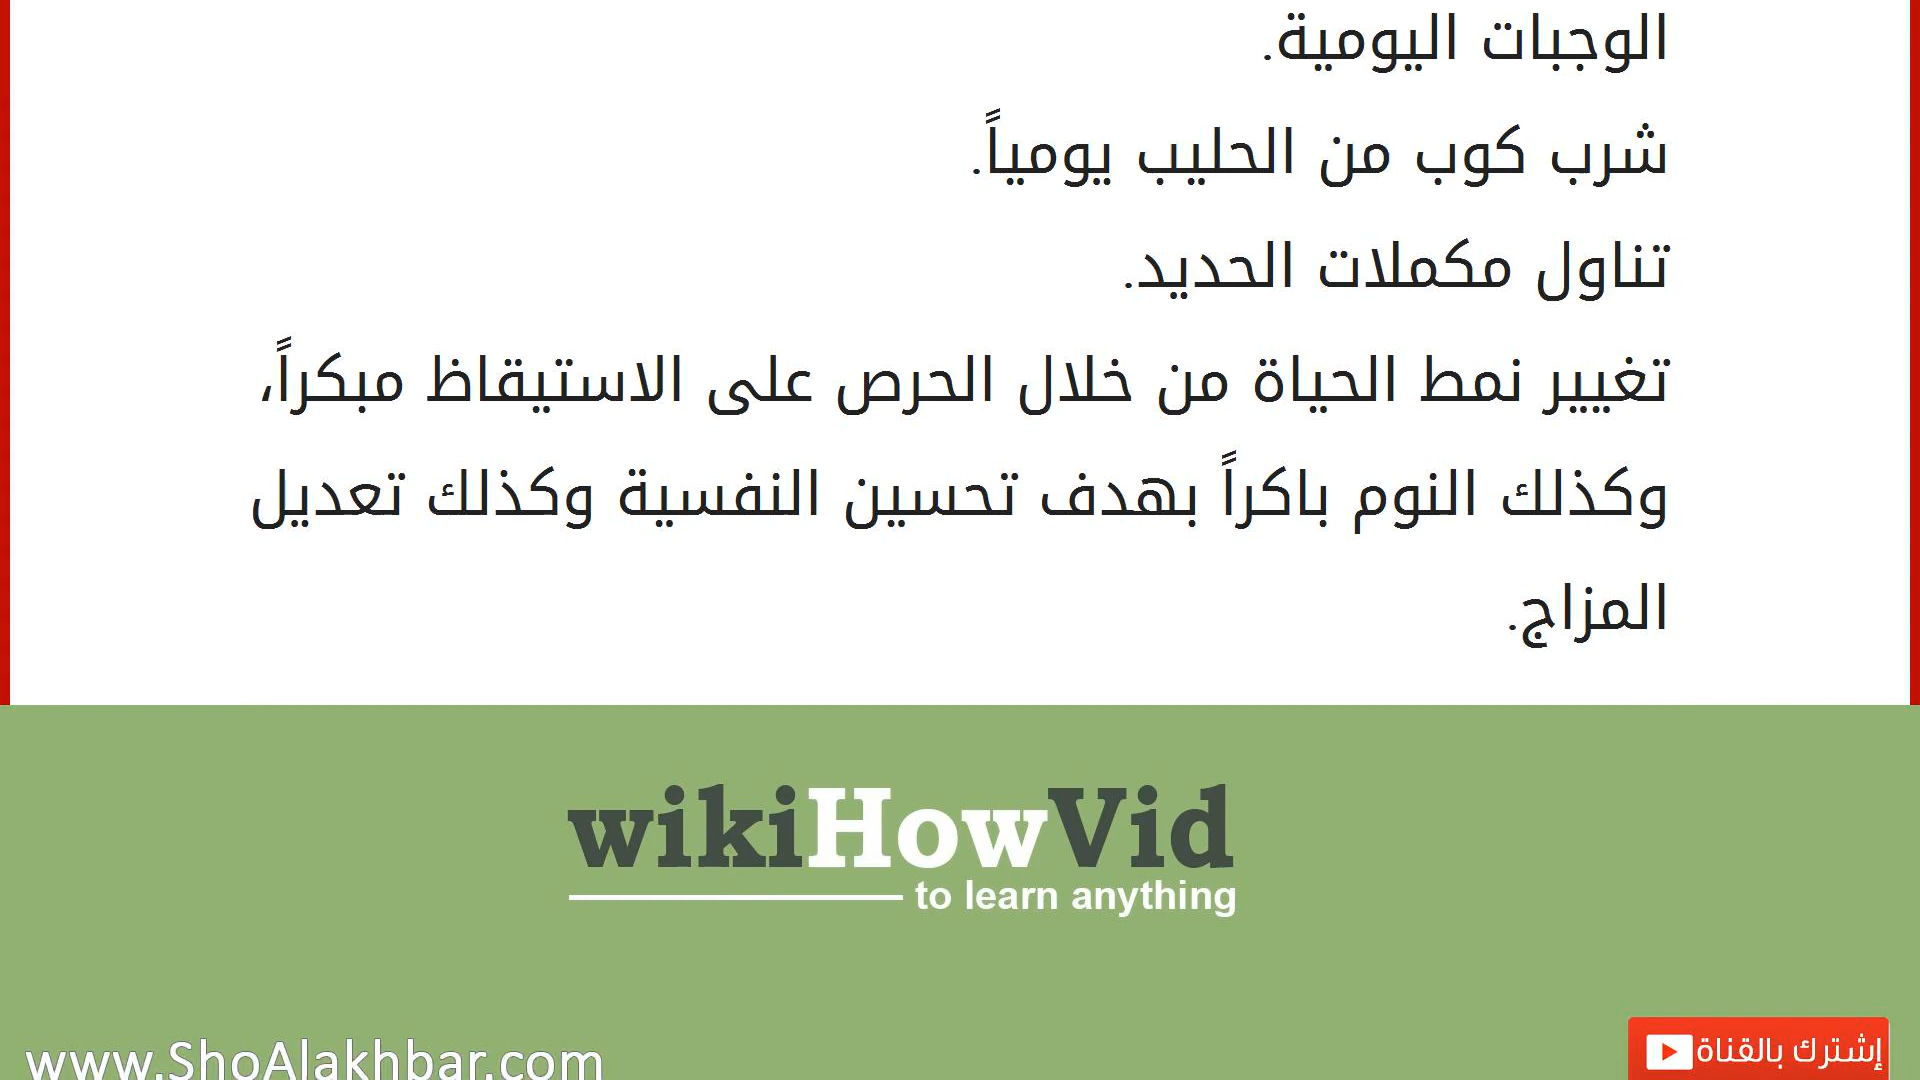 الوجبات اليومية.
شرب كوب من الحليب يومياً.
تناول مكملات الحديد.
تغيير نمط الحياة من خلال الحرص على الاستيقاظ مبكراً،
وكذلك النوم باكراً بهدف تحسين النفسية وكذلك تعديل
المزاج.
wikiHowVid
to learn anything
www.ShoAlakhbar.com
إشترك بالقناة